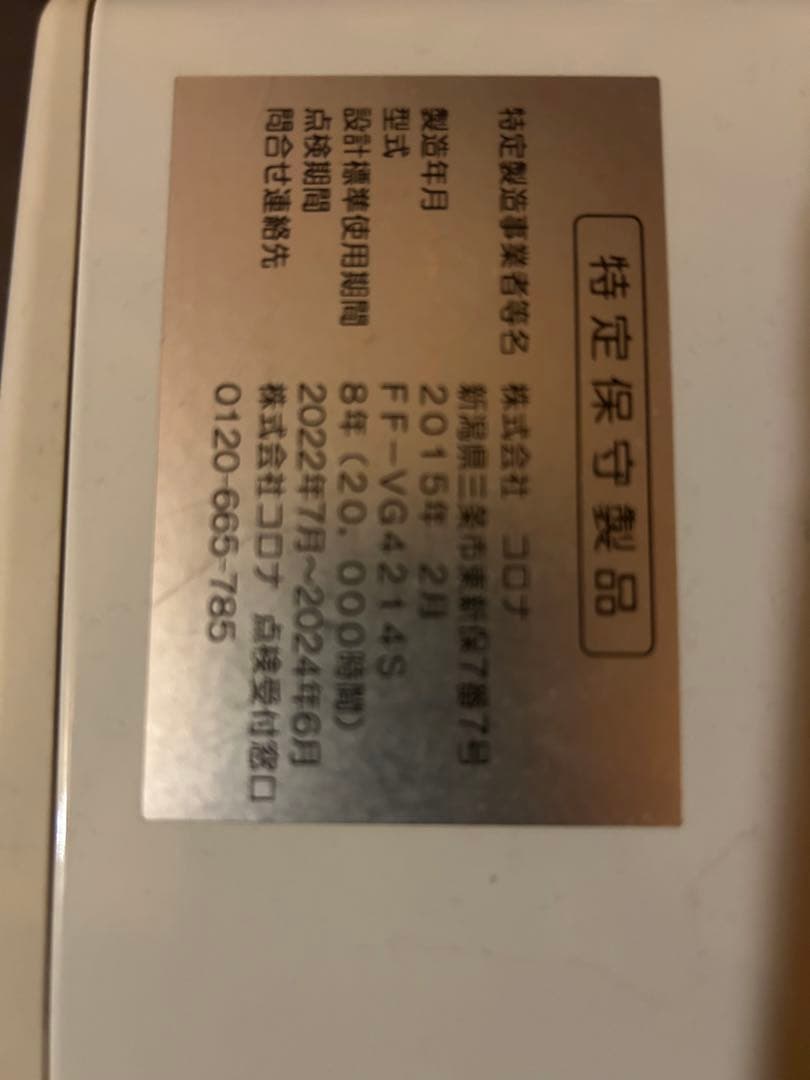 特定保守製品
特定製造事業者等名 株式会社 コロナ
新潟県三条市東新保7番7号
製造年月 2015年 2月
型式 FF-VG4214S
設計標準使用期間 8年(20,000時間)
点検期間 2022年7月~2024年6月
問合せ連絡先 株式会社コロナ 点検受付窓口
0120-665-785